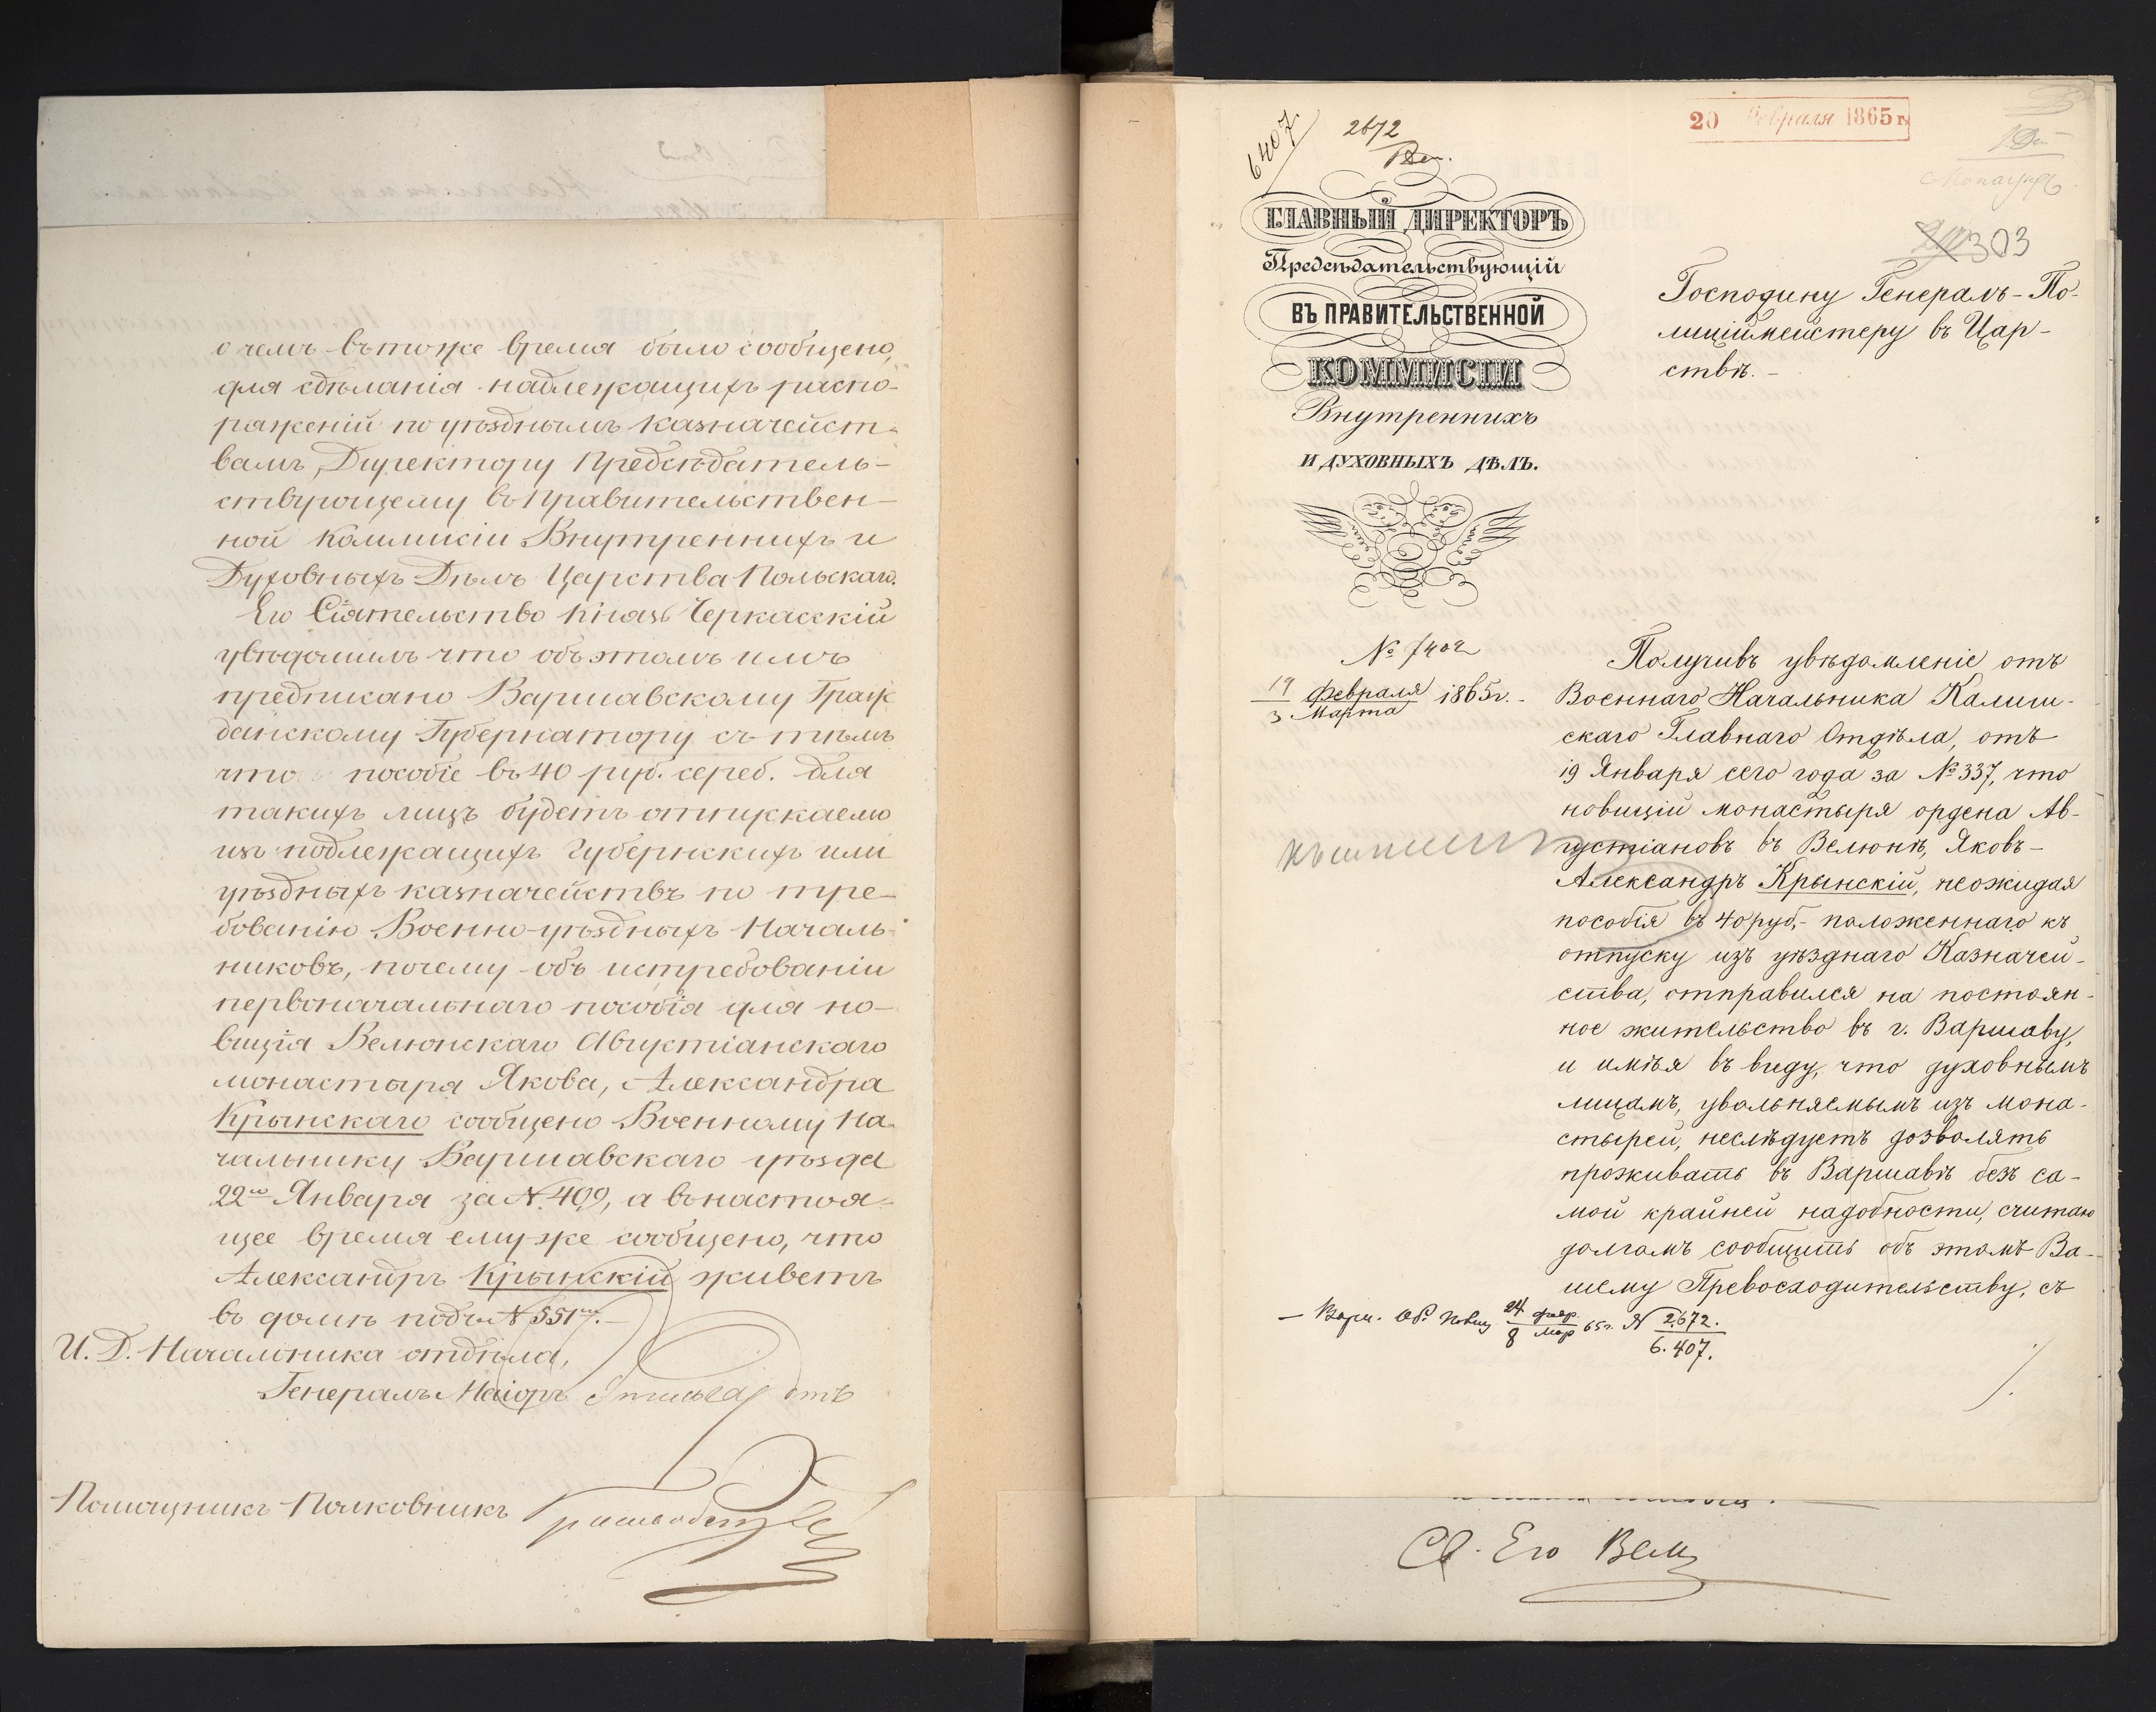 о чемъ въ тоже время было сообщено,
для сдѣланія надлежащихъ распо-
ряженій по уѣзднымъ казначейст-
вамъ, Директору Предсѣдатель-
ствующему въ Правительствен-
ной Коммисіи Внутреннихъ и
Духовныхъ Дѣлъ Царства Польскаго.
Его Сіятельство Князь Черкасскій
увѣдомилъ что объ этомъ имъ
предписано Варшавскому Граж
данскому Губернатору съ тѣмъ
что пособіе въ 40 руб. сереб. для
такихъ лицъ будетъ отпускаемо
изъ подлежащихъ Губернскихъ или
уѣздныхъ казначействъ по тре-
бованію Военно-уѣздныхъ Началь-
никовъ, почему объ истребованіи
первоначальнаго пособія для но-
виція Велюнскаго Августіанскаго
монастыря Якова, Александра
Крынскаго сообщено Военному На-
чальнику Варшавскаго уѣзда
22го Января за N. 409, а въ настоя-
щее время ему же сообщено, что
Александръ Крынскій живетъ
въ домѣ подъ N 551мъ.
И. Д. Начальника отдѣла,
Генералъ Маіоръ
Помощникъ Полковникъ
6407
2672
20 Февраля 1865 г.
303
ГЛАВНЫЙ ДИРЕКТОРЪ
Предсѣдательствующій
ВЪ ПРАВИТЕЛЬСТВЕННОЙ
КОММИСІИ
Внутреннихъ
И ДУХОВНЫХЪ ДѢЛЪ.
Господину Генералъ-По-
лиціймейстеру въ Цар-
ствѣ.-
№ 7402
19 Февраля
3 Марта 1865 г.
Получивъ увѣдомленіе отъ
Военнаго Начальника Калиш-
скаго Главнаго Отдѣла, отъ
19 Января сего года за № 337, что
новицій монастыря ордена Ав-
густіановъ въ Велюнѣ, Яковъ-
Александръ Крынскій, неожидая
пособія въ 40 руб,- положеннаго къ
отпуску изъ уѣзднаго Казначей-
ства, отправился на постоян-
ное жительство въ г. Варшаву,
и имѣя въ виду, что духовнымъ
лицамъ, увольняемымъ изъ мона-
стырей, неслѣдуетъ дозволять
проживать въ Варшавѣ безъ са-
мой крайней надобности, считаю
долгомъ сообщить объ этомъ Ва-
шему Превосходительству, съ
24 февр.
8 мар 65 г. N 2672.
6.407.
Св. Его Вел